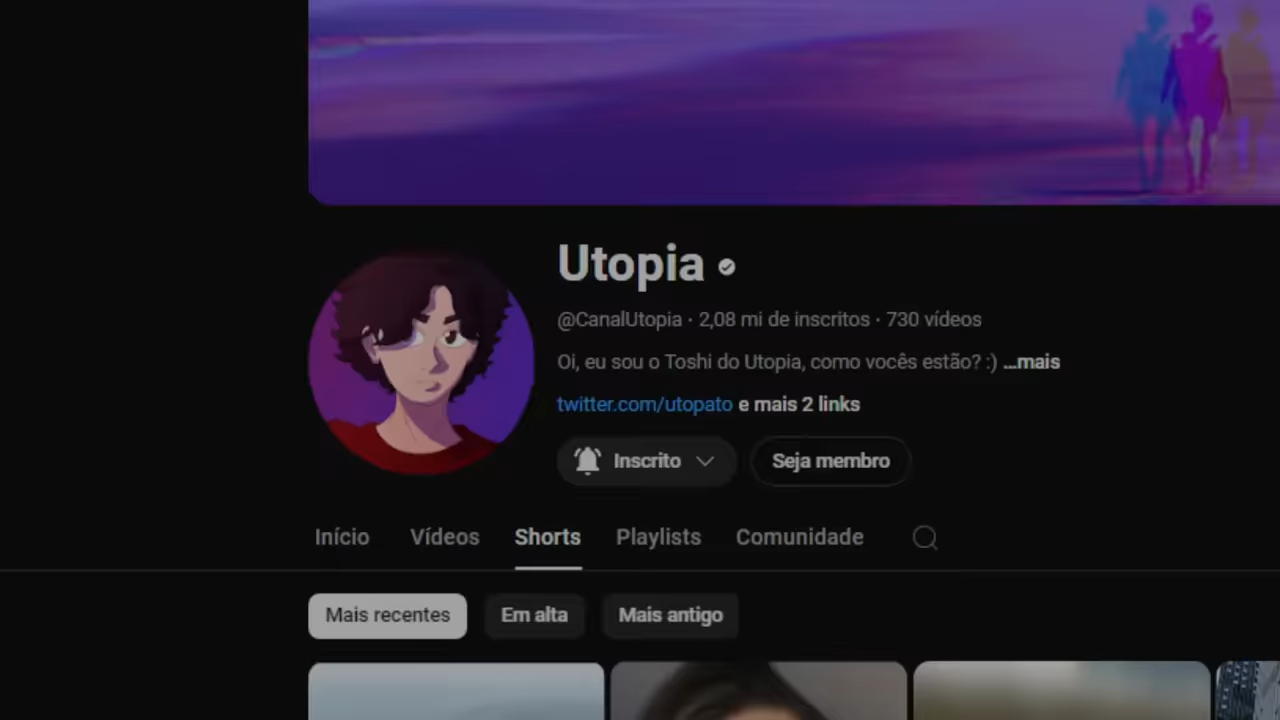 Utopia
@CanalUtopia · 2,08 mi de inscritos · 730 vídeos
Oi, eu sou o Toshi do Utopia, como vocês estão? :) ...mais
twitter.com/utopato e mais 2 links
Inscrito Seja membro
Início Vídeos Shorts Playlists Comunidade
Mais recentes Em alta Mais antigo